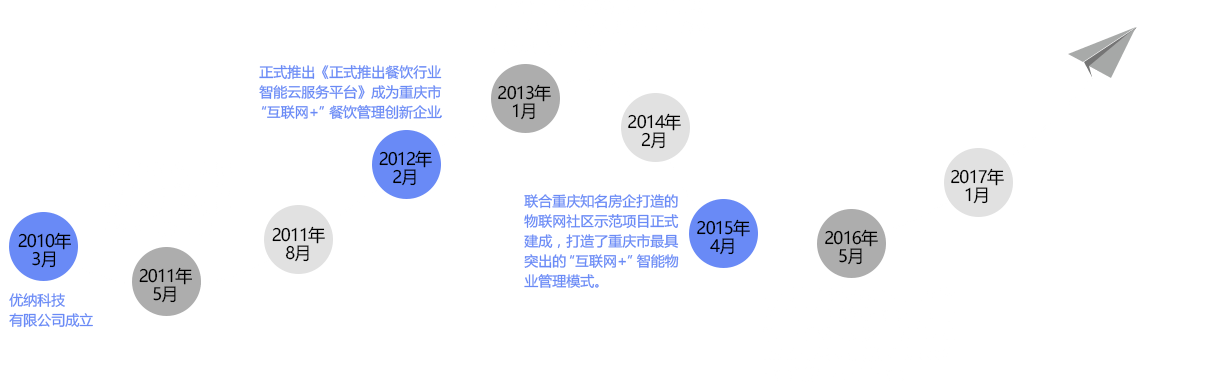 2010年
3月
优纳科技
有限公司成立
2011年
5月
2011年
8月
正式推出《正式推出餐饮行业
智能云服务平台》成为重庆市
“互联网+”餐饮管理创新企业
2012年
2月
2013年
1月
2014年
2月
联合重庆知名房企打造的
物联网社区示范项目正式
建成，打造了重庆市最具
突出的“互联网+”智能物
业管理模式。
2015年
4月
2016年
5月
2017年
1月